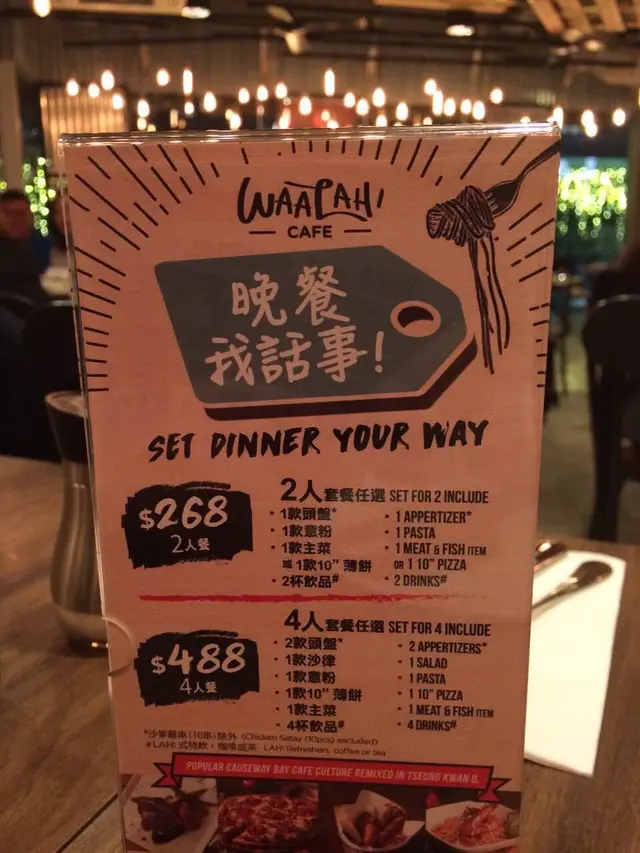 WAALAH!
CAFE
晚餐
我話事!
SET DINNER YOUR WAY
$268
2人餐
2人套餐任選 SET FOR 2 INCLUDE
· 1款頭盤*
· 1款意粉
· 1款主菜
或 1款10" 薄餅
· 2杯飲品#
· 1 APPERTIZER*
· 1 PASTA
· 1 MEAT & FISH ITEM
OR 1 10" PIZZA
· 2 DRINKS#
$488
4人餐
4人套餐任選 SET FOR 4 INCLUDE
· 2款頭盤*
· 1款沙律
· 1款意粉
· 1款10" 薄餅
· 1款主菜
· 4杯飲品#
· 2 APPERTIZERS*
· 1 SALAD
· 1 PASTA
· 1 10" PIZZA
· 1 MEAT & FISH ITEM
· 4 DRINKS#
*沙爹雞串(10串)除外 (Chicken Satay (10pcs) excluded)
#LAH! 式特飲、咖啡或茶 LAH! Refreshers, coffee or tea
POPULAR CAUSEWAY BAY CAFE CULTURE REMIXED IN TSEUNG KWAN O.